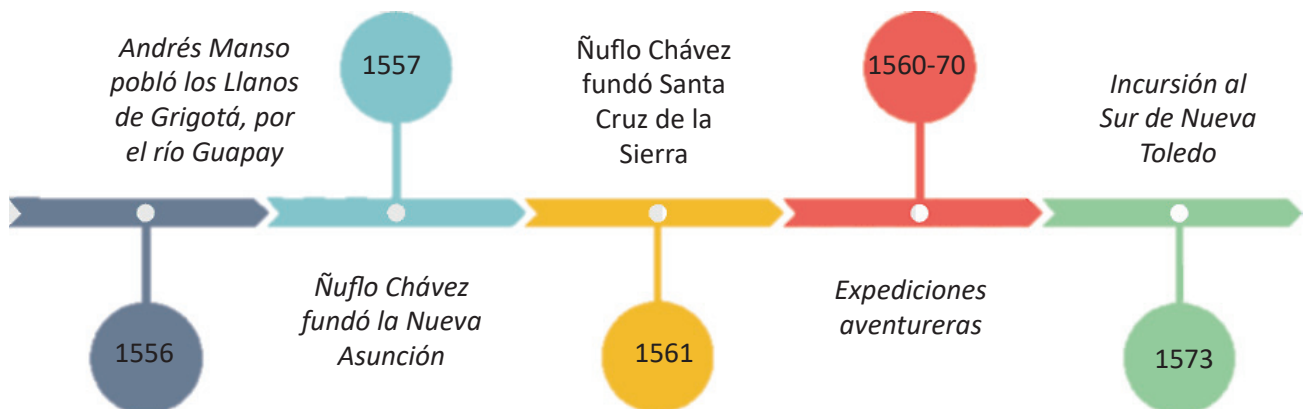 Andrés Manso
pobló los Llanos
de Grigotá, por
el río Guapay
1556
1557
Ñuflo Chávez
fundó la Nueva
Asunción
Ñuflo Chávez
fundó Santa
Cruz de la
Sierra
1561
1560-70
Expediciones
aventureras
Incursión al
Sur de Nueva
Toledo
1573